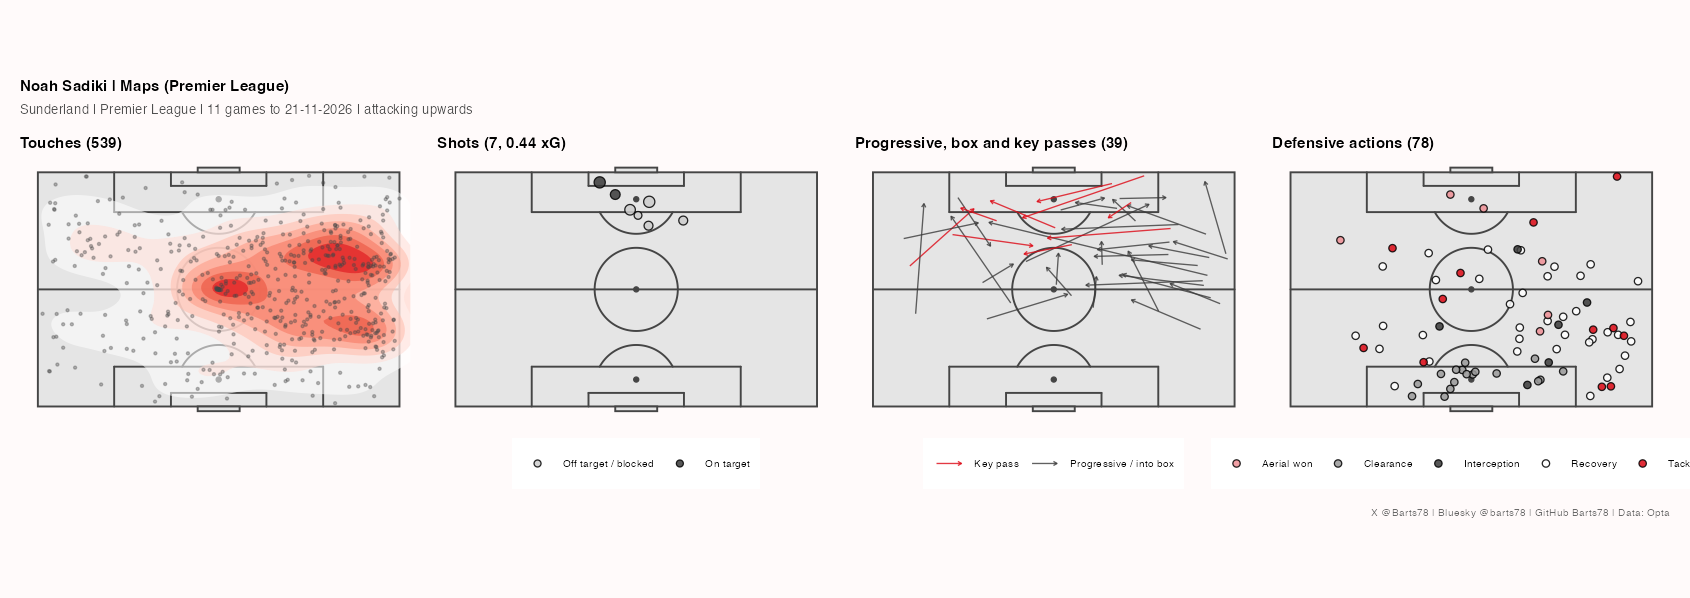 Noah Sadiki | Maps (Premier League)
Sunderland | Premier League | 11 games to 21-11-2026 | attacking upwards
Touches (539)
Shots (7, 0.44 xG)
Progressive, box and key passes (39)
Defensive actions (78)
Off target / blocked
On target
Key pass
Progressive / into box
Aerial won
Clearance
Interception
Recovery
Tack
X @Barts78 | Bluesky @barts78 | GitHub Barts78 | Data: Opta